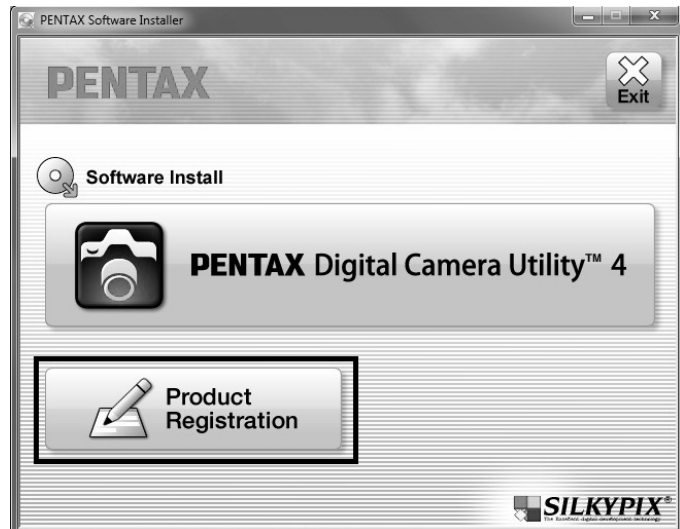 PENTAX Software Installer
PENTAX
Exit
Software Install
PENTAX Digital Camera Utility™ 4
Product
Registration
SILKYPIX®